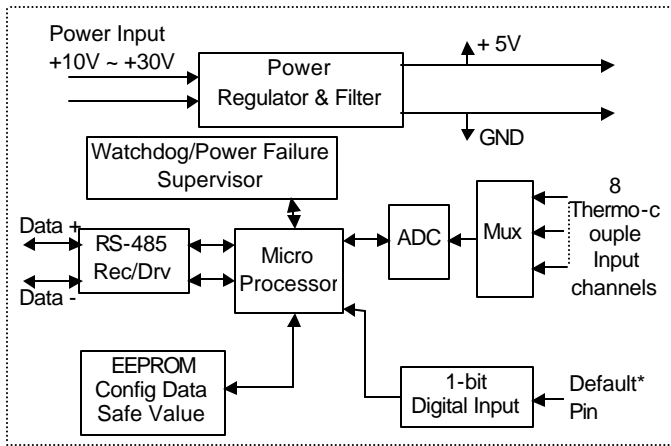 Power Input
+10V ~ +30V
Power
Regulator & Filter
+ 5V
GND
Watchdog/Power Failure
Supervisor
Data +
Data -
RS-485
Rec/Drv
Micro
Processor
ADC
Mux
8
Thermo-c
ouple
Input
channels
EEPROM
Config Data
Safe Value
1-bit
Digital Input
Default*
Pin